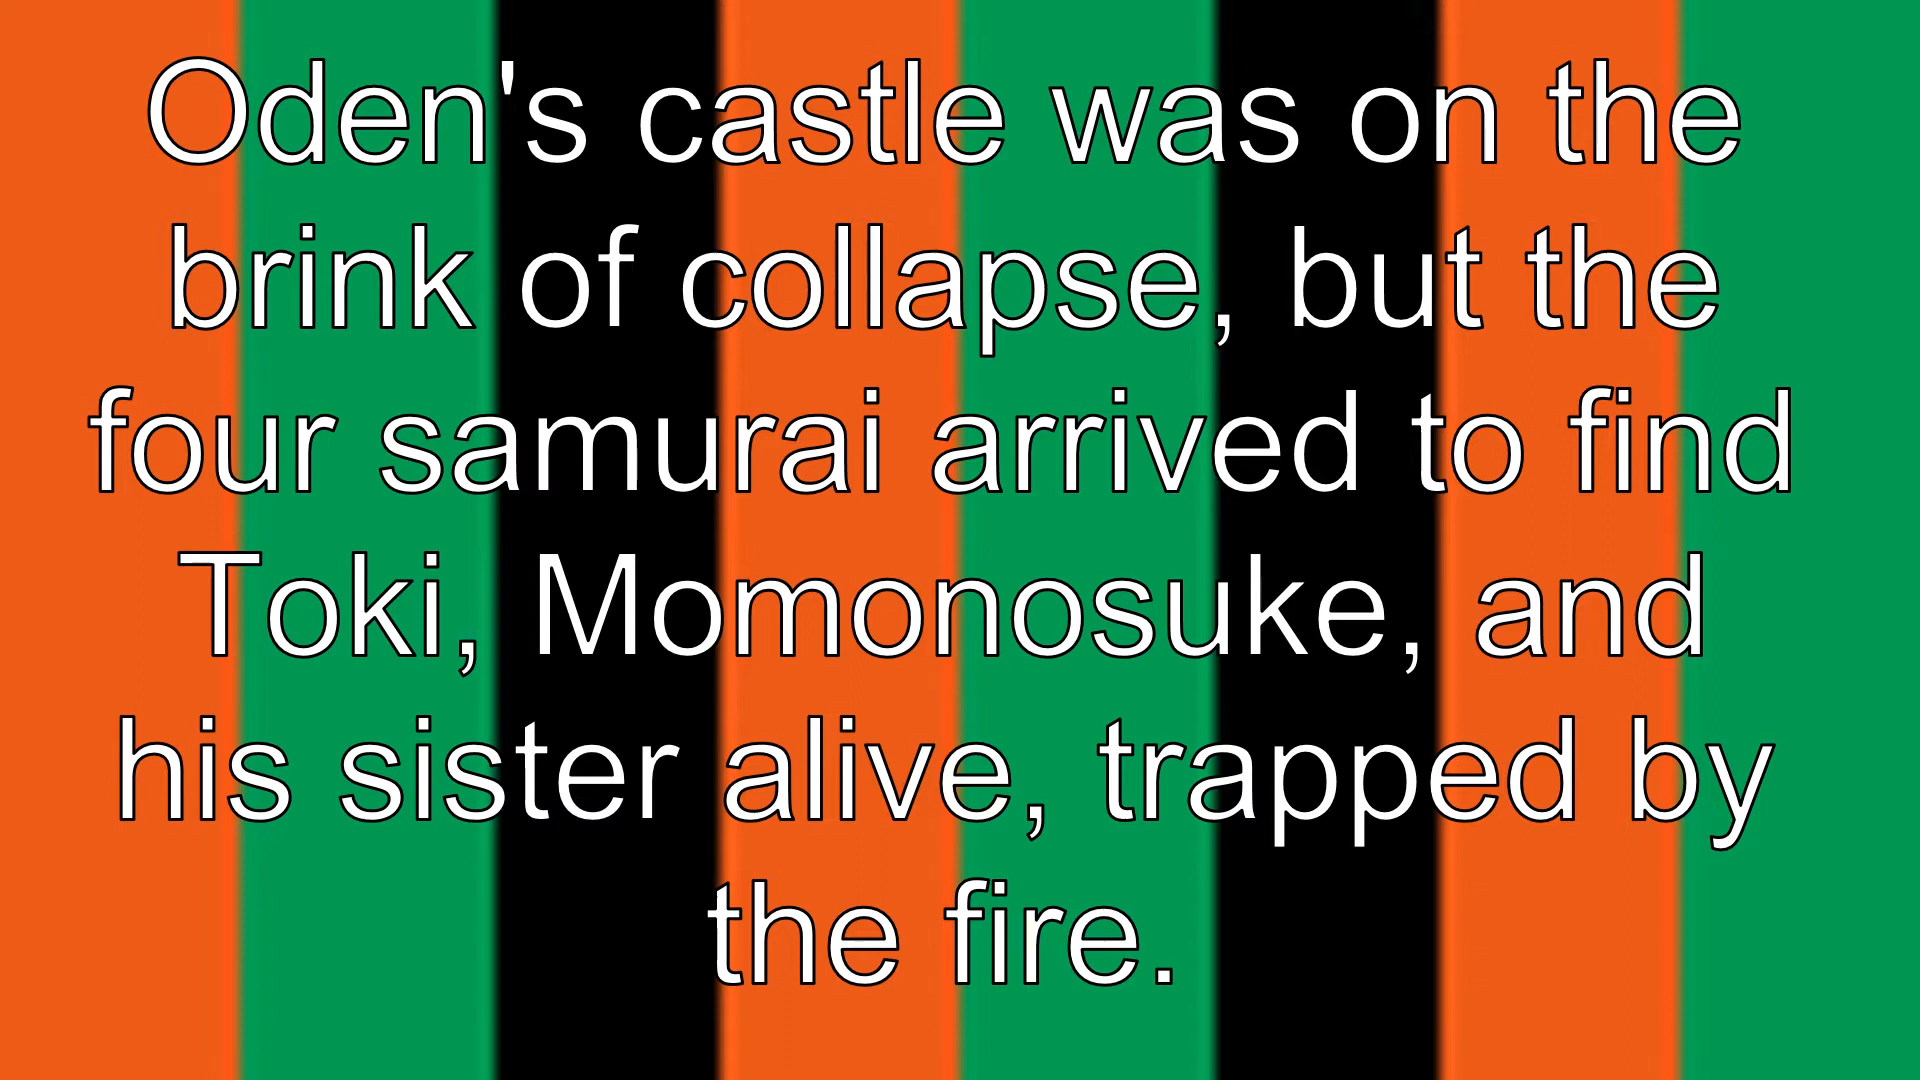 Oden's castle was on the
brink of collapse, but the
four samurai arrived to find
Toki, Momonosuke, and
his sister alive, trapped by
the fire.